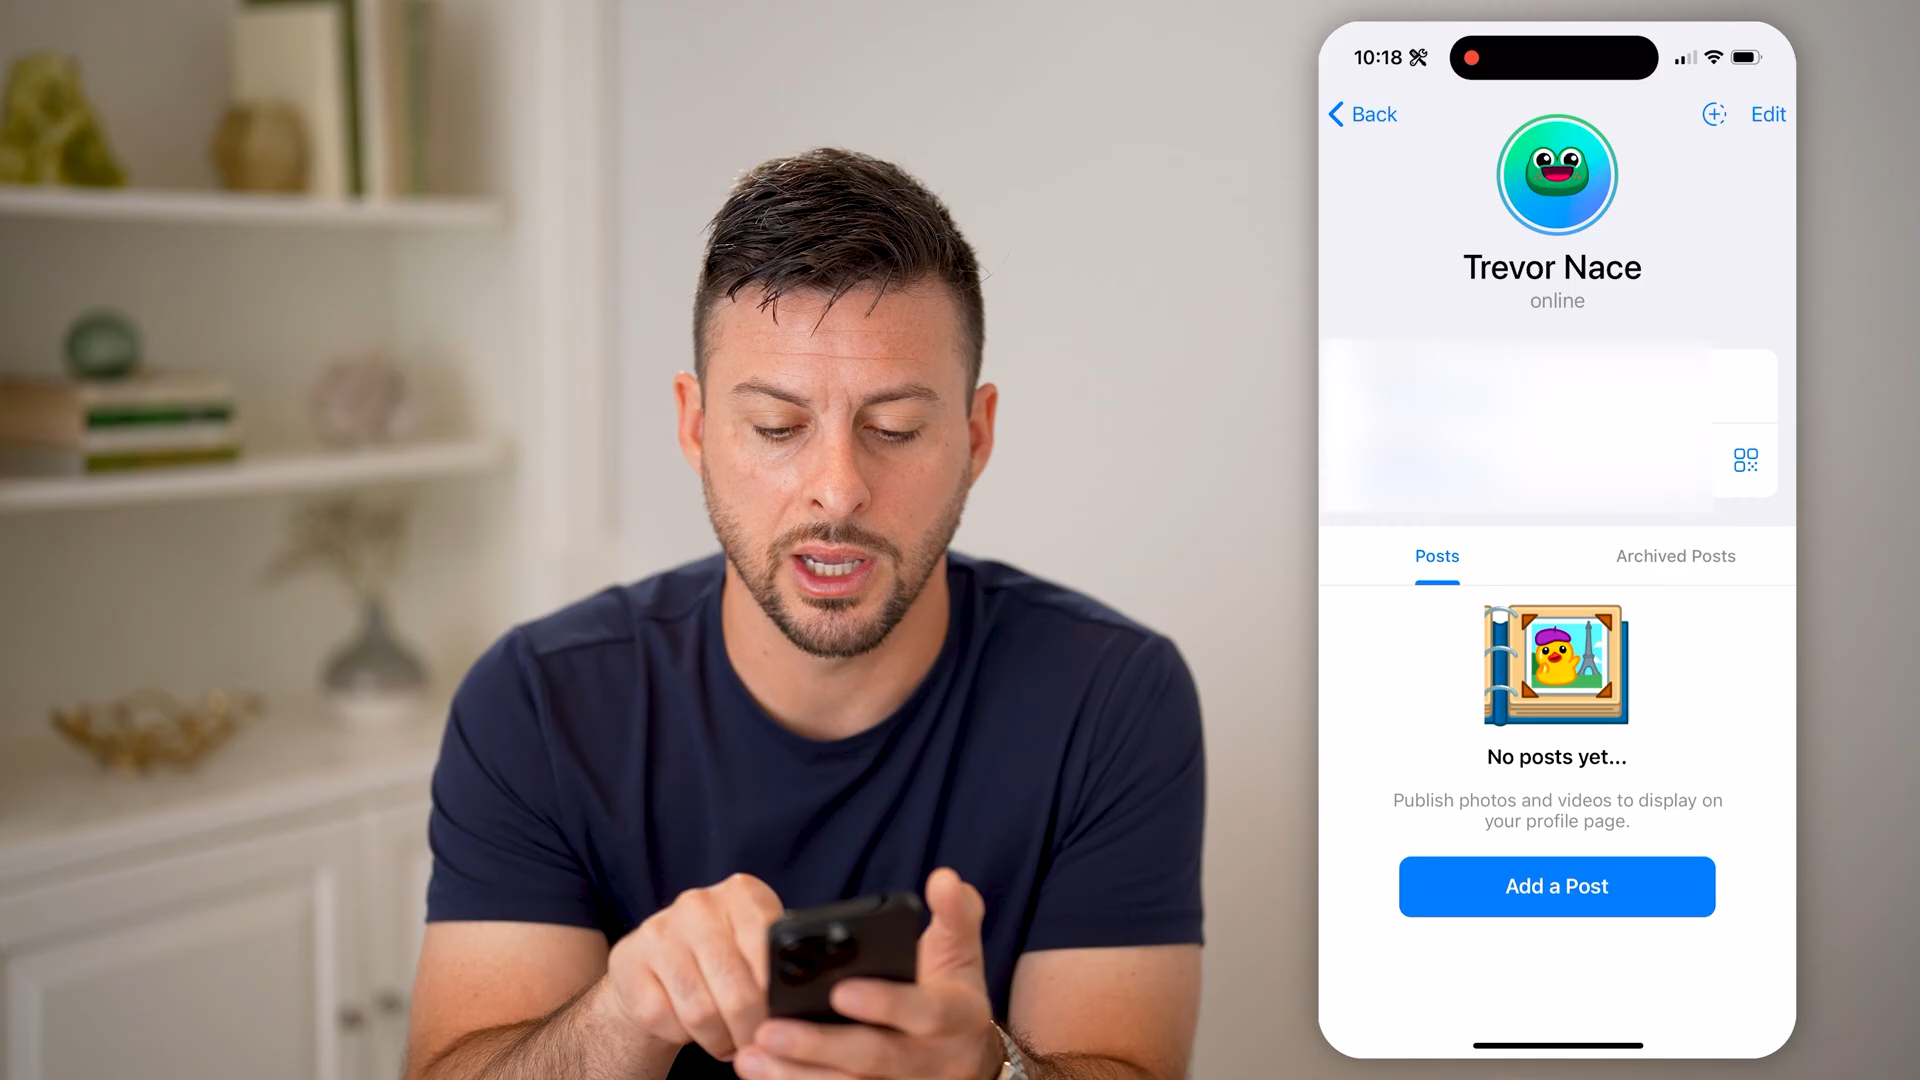 10:18
Back
Edit
Trevor Nace
online
Posts
Archived Posts
No posts yet...
Publish photos and videos to display on
your profile page.
Add a Post